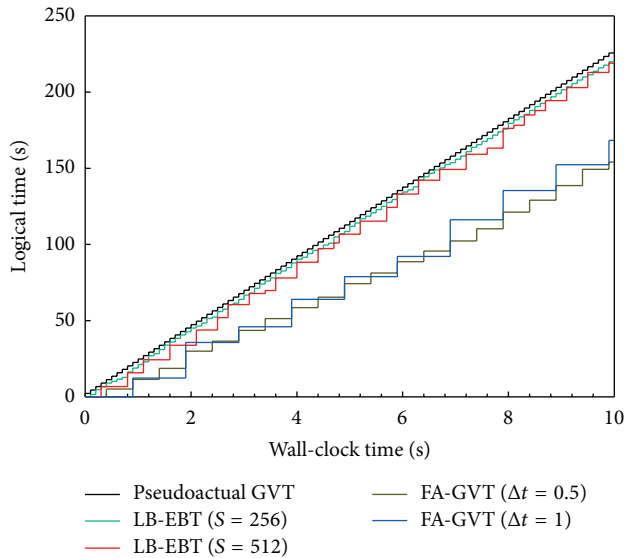 250
200
150
100
50
0
Logical time (s)
0 2 4 6 8 10
Wall-clock time (s)
Pseudoactual GVT
LB-EBT (S = 256)
LB-EBT (S = 512)
FA-GVT (Δt = 0.5)
FA-GVT (Δt = 1)